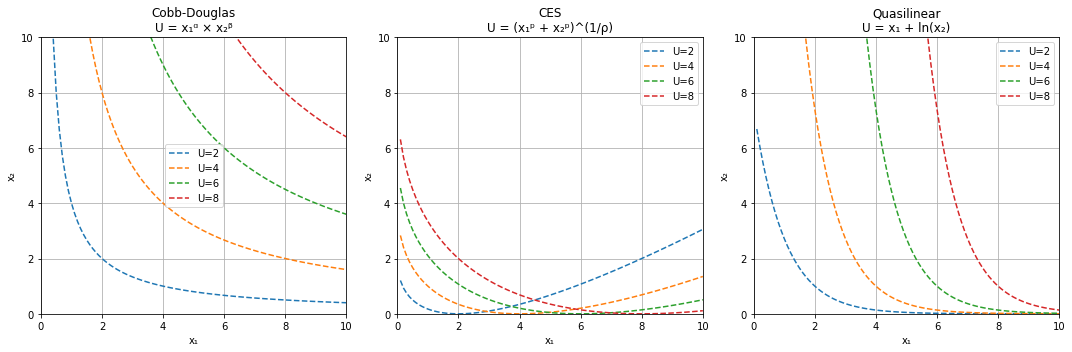 Cobb-Douglas
U = x₁ᵅ × x₂ᵝ
10
8
6
4
2
0
x₂
U=2
U=4
U=6
U=8
0 2 4 6 8 10
x₁
CES
U = (x₁ᵖ + x₂ᵖ)^(1/ρ)
10
8
6
4
2
0
x₂
U=2
U=4
U=6
U=8
0 2 4 6 8 10
x₁
Quasilinear
U = x₁ + ln(x₂)
10
8
6
4
2
0
x₂
U=2
U=4
U=6
U=8
0 2 4 6 8 10
x₁